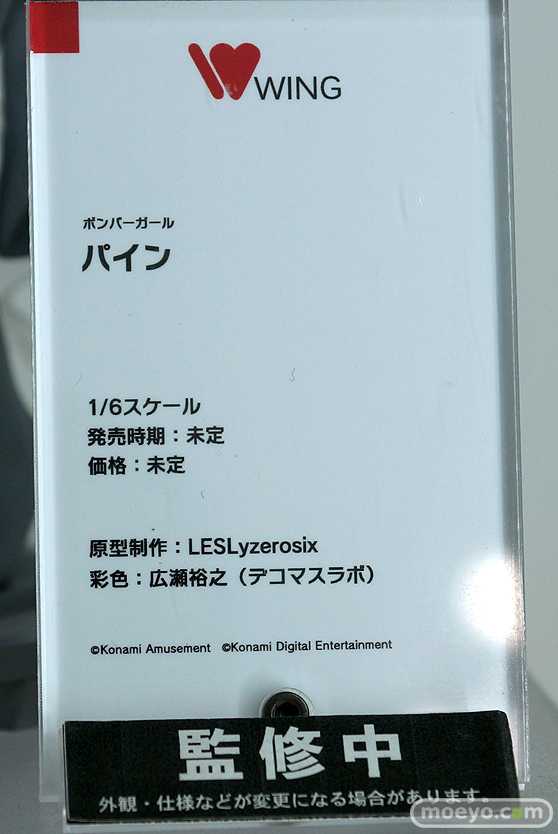 WING
ボンバーガール
パイン
1/6スケール
発売時期：未定
価格：未定
原型制作：LESLyzerosix
彩色：広瀬裕之（デコマスラボ）
©Konami Amusement ©Konami Digital Entertainment
監修中
外観・仕様などが変更になる場合があります。
moeyo.com